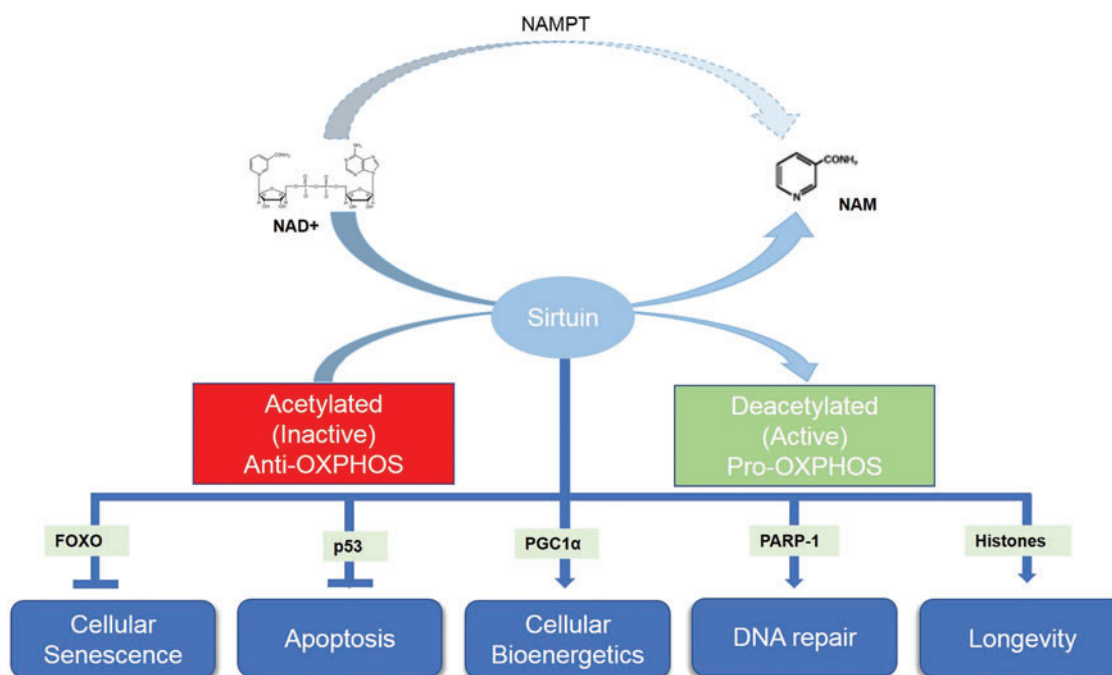 NAMPT
NAD+
CONH₂
NAM
Sirtuin
Acetylated
(Inactive)
Anti-OXPHOS
Deacetylated
(Active)
Pro-OXPHOS
FOXO
p53
PGC1α
PARP-1
Histones
Cellular
Senescence
Apoptosis
Cellular
Bioenergetics
DNA repair
Longevity